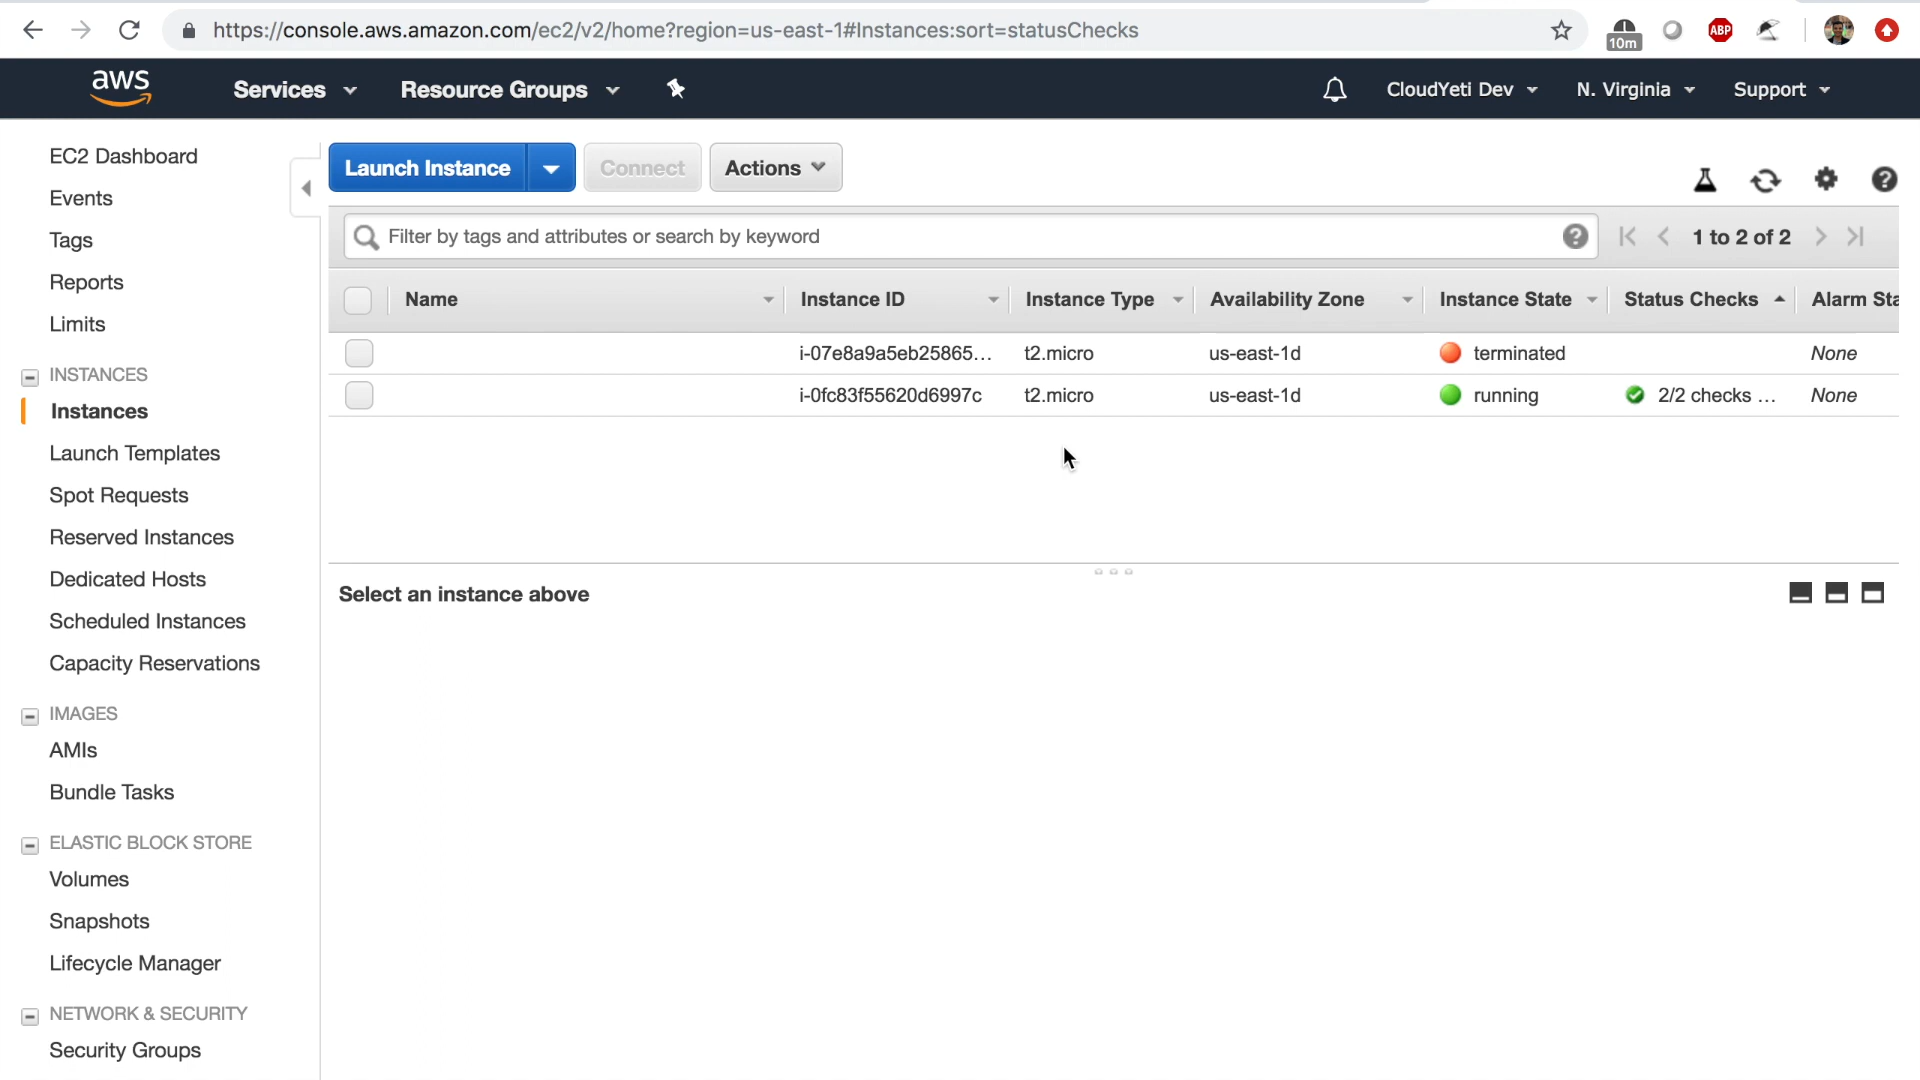 https://console.aws.amazon.com/ec2/v2/home?region=us-east-1#Instances:sort=statusChecks
10m
ABP
aws
Services
Resource Groups
CloudYeti Dev
N. Virginia
Support
EC2 Dashboard
Events
Tags
Reports
Limits
INSTANCES
Instances
Launch Templates
Spot Requests
Reserved Instances
Dedicated Hosts
Scheduled Instances
Capacity Reservations
IMAGES
AMIs
Bundle Tasks
ELASTIC BLOCK STORE
Volumes
Snapshots
Lifecycle Manager
NETWORK & SECURITY
Security Groups
Launch Instance
Connect
Actions
Filter by tags and attributes or search by keyword
1 to 2 of 2
Name Instance ID Instance Type Availability Zone Instance State Status Checks Alarm Sta
i-07e8a9a5eb25865... t2.micro us-east-1d terminated None
i-0fc83f55620d6997c t2.micro us-east-1d running 2/2 checks ... None
Select an instance above